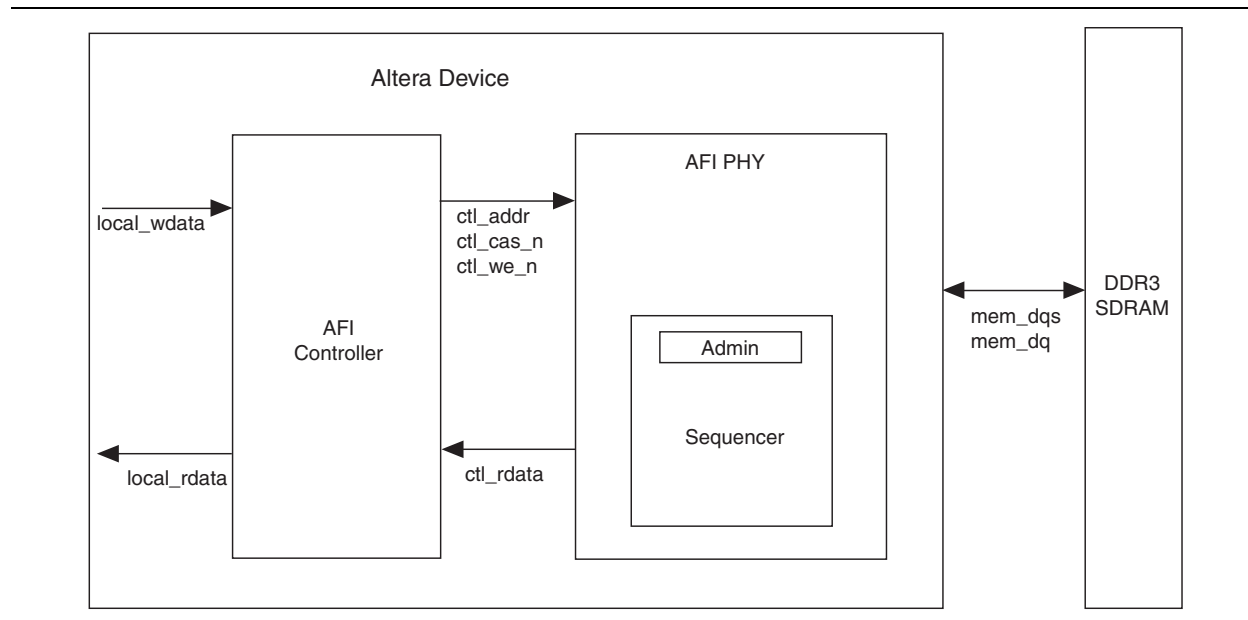 Altera Device
AFI PHY
local_wdata
ctl_addr
ctl_cas_n
ctl_we_n
DDR3
SDRAM
mem_dqs
mem_dq
AFI
Controller
Admin
Sequencer
local_rdata
ctl_rdata